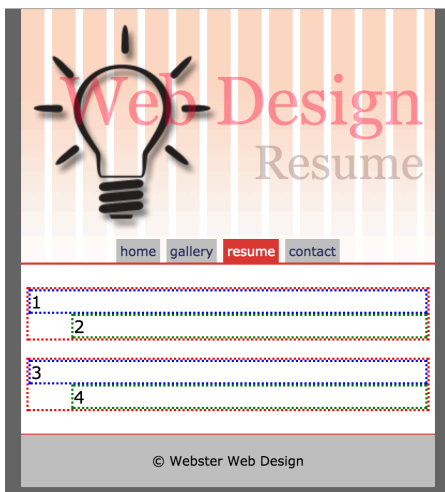 Web Design
Resume
home gallery resume contact
1
2
3
4
© Webster Web Design